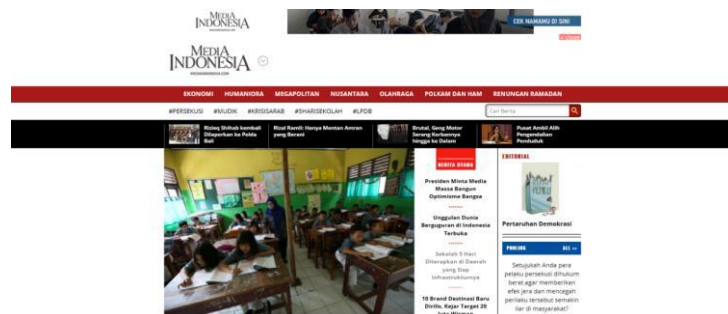 MEDIA
INDONESIA
CEK NAMAMU DI SINI
MEDIA
INDONESIA
MEDIAINDONESIA.COM
EKONOMI HUMANIORA MEGAPOLITAN NUSANTARA OLAHRAGA POLKAM DAN HAM RENUNGAN RAMADAN
#PERSEKUSI #MUDIK #KRISISARAB #5HARISEKOLAH #LPDB
Cari Berita
Rizieq Shihab kembali
Dilaporkan ke Polda
Bali
Rizal Ramli: Hanya Mentan Amran
yang Berani
Brutal, Geng Motor
Serang Korbannya
hingga ke Dalam
Pusat Ambil Alih
Pengendalian
Penduduk
BERITA UTAMA
Presiden Minta Media
Massa Bangun
Optimisme Bangsa
Unggulan Dunia
Berguguran di Indonesia
Terbuka
Sekolah 5 Hari
Diterapkan di Daerah
yang Siap
Infrastrukturnya
10 Brand Destinasi Baru
Dirilis, Kejar Target 20
Juta Wisman
EDITORIAL
Pertaruhan Demokrasi
POOLING
Setujukah Anda para
pelaku persekusi dihukum
berat agar memberikan
efek jera dan mencegah
perilaku tersebut semakin
liar di masyarakat?